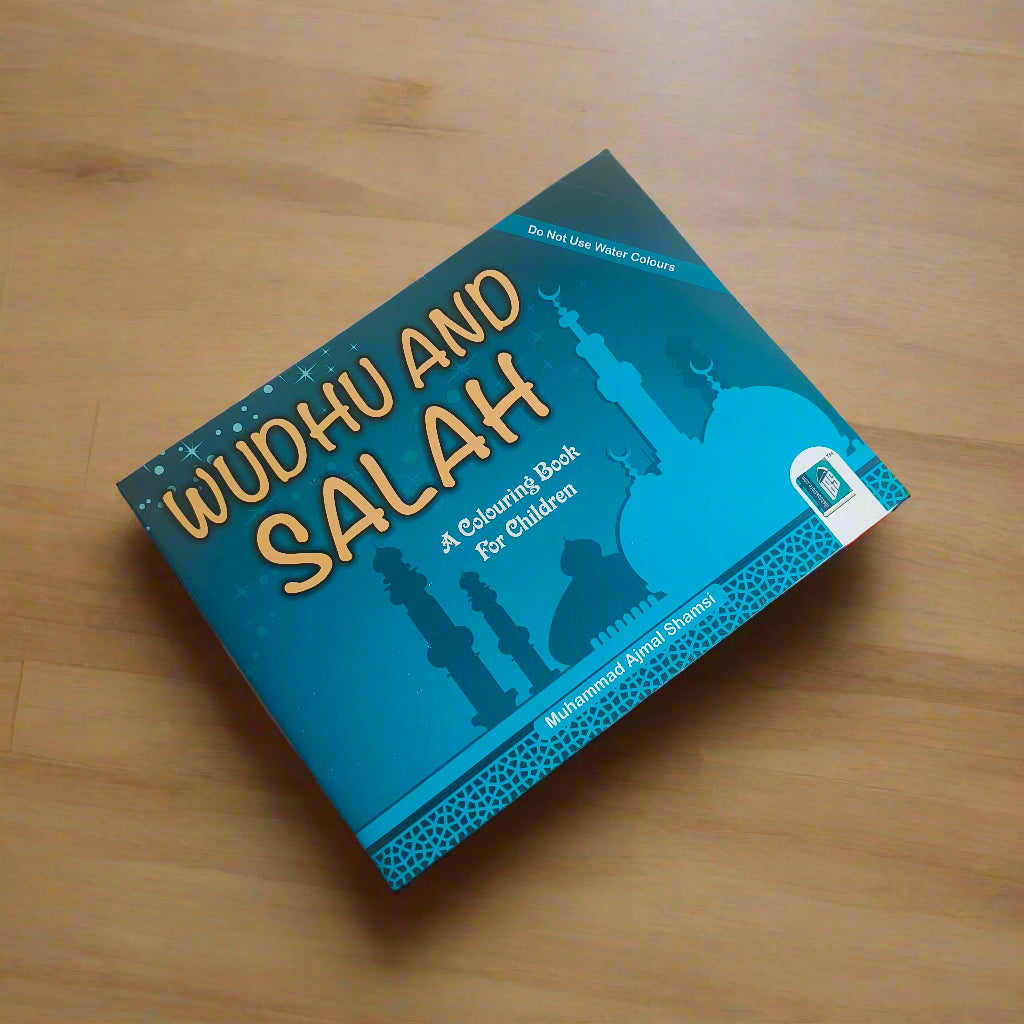 Do Not Use Water Colours
WUDHU AND
SALAH
A Colouring Book
For Children
Muhammad Ajmal Shamsi